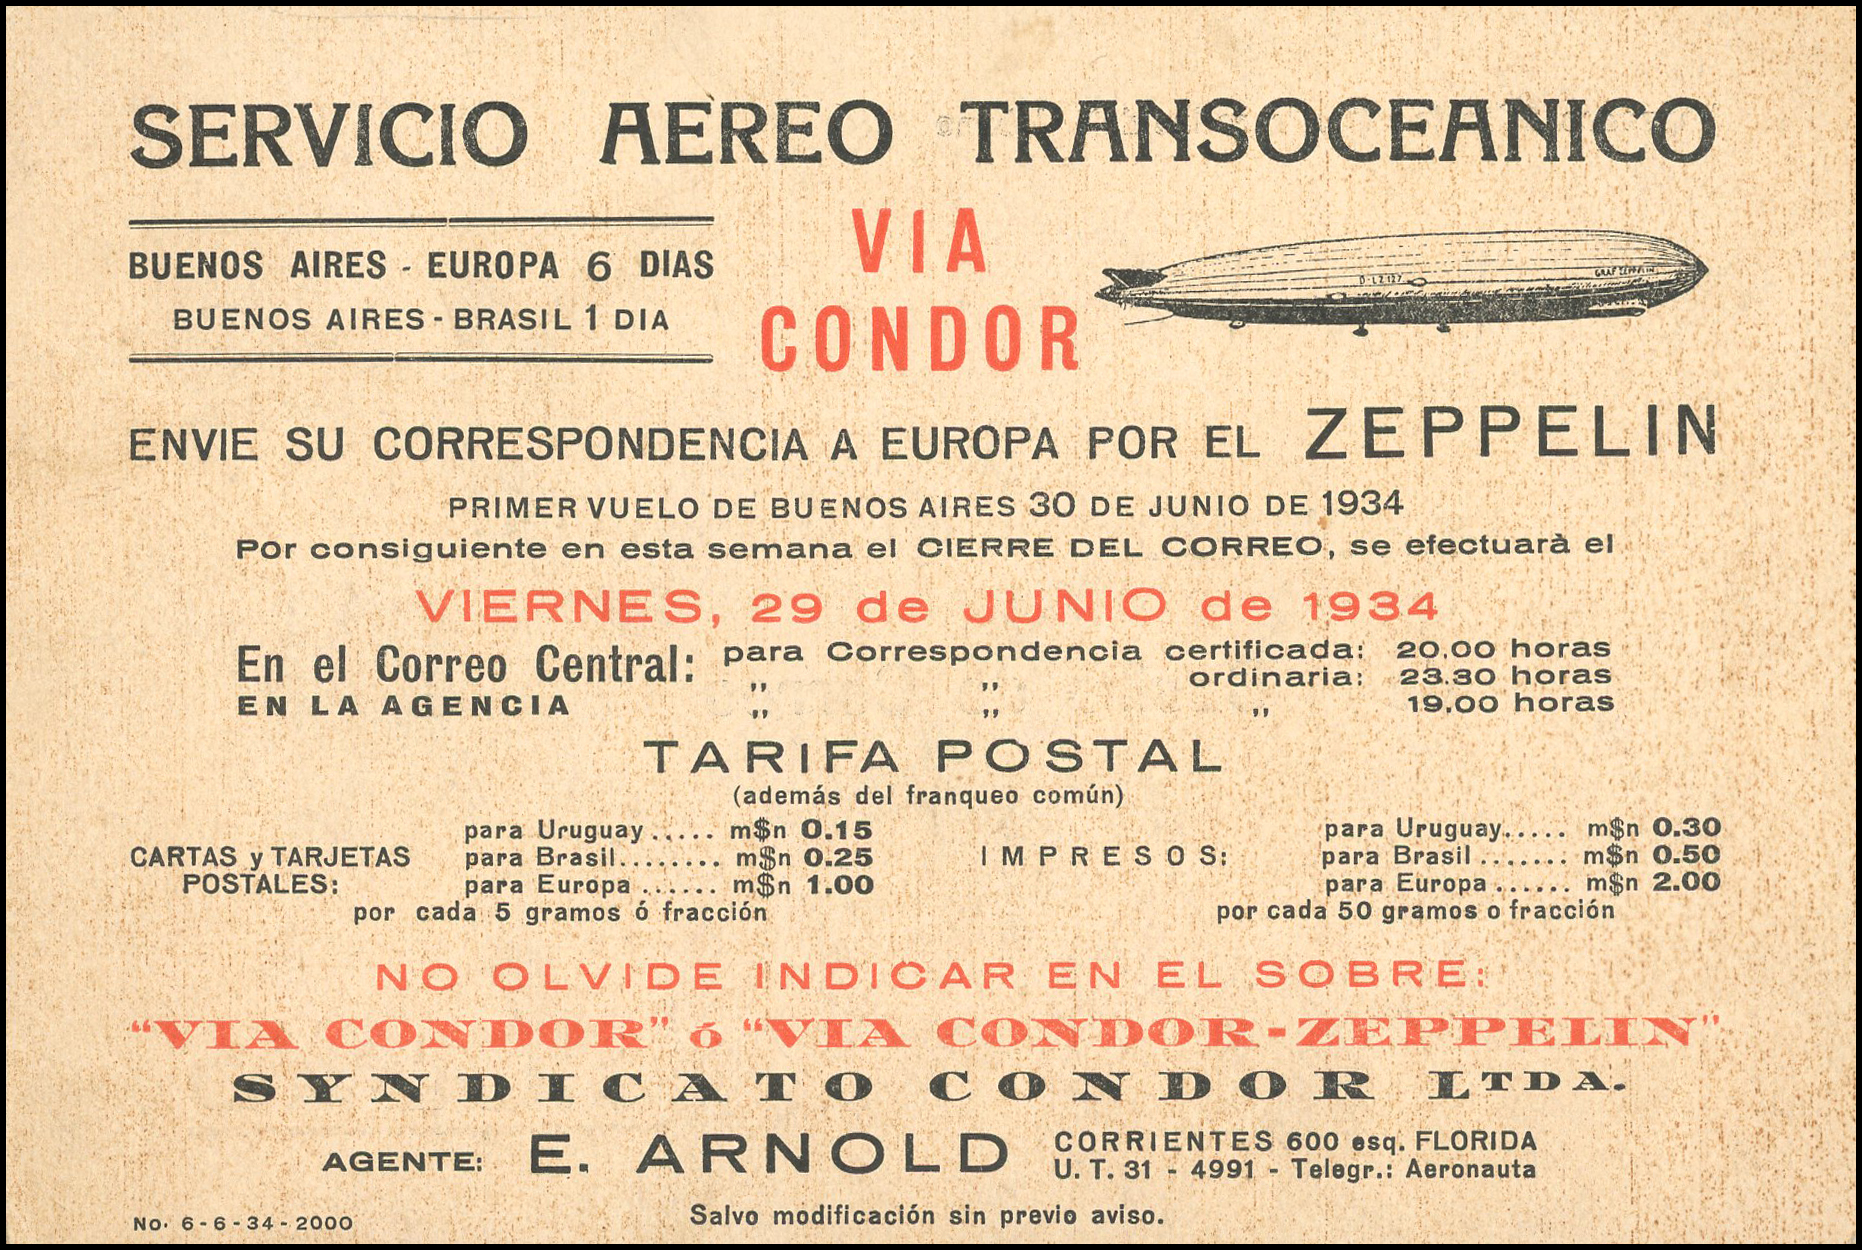 SERVICIO AEREO TRANSOCEANICO
BUENOS AIRES - EUROPA 6 DIAS
BUENOS AIRES - BRASIL 1 DIA
VIA
CONDOR
D-LZ127
GRAF ZEPPELIN
ENVIE SU CORRESPONDENCIA A EUROPA POR EL ZEPPELIN
PRIMER VUELO DE BUENOS AIRES 30 DE JUNIO DE 1934
Por consiguiente en esta semana el CIERRE DEL CORREO, se efectuarà el
VIERNES, 29 de JUNIO de 1934
En el Correo Central: para Correspondencia certificada: 20.00 horas
„ „ ordinaria: 23.30 horas
EN LA AGENCIA „ „ „ 19.00 horas
TARIFA POSTAL
(además del franqueo común)
CARTAS y TARJETAS
POSTALES:
para Uruguay..... m$n 0.15
para Brasil........ m$n 0.25
para Europa ...... m$n 1.00
por cada 5 gramos ó fracción
IMPRESOS:
para Uruguay..... m$n 0.30
para Brasil ....... m$n 0.50
para Europa ...... m$n 2.00
por cada 50 gramos o fracción
NO OLVIDE INDICAR EN EL SOBRE:
“VIA CONDOR” ó “VIA CONDOR-ZEPPELIN”
SYNDICATO CONDOR LTDA.
AGENTE: E. ARNOLD
CORRIENTES 600 esq. FLORIDA
U. T. 31 - 4991 - Telegr.: Aeronauta
Salvo modificación sin previo aviso.
No. 6-6-34-2000